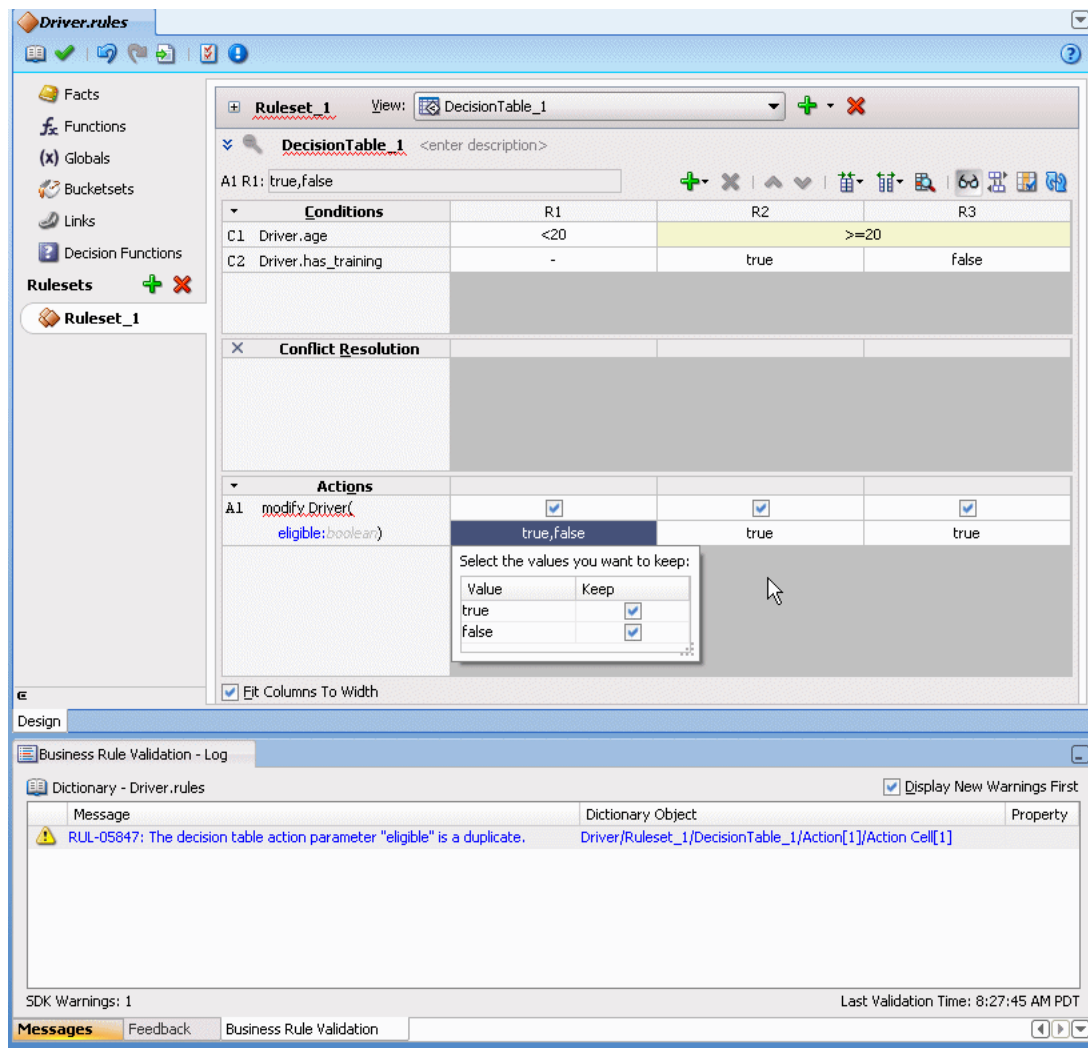 Driver.rules
Facts
Functions
(x) Globals
Bucketsets
Links
Decision Functions
Rulesets
Ruleset_1
Ruleset_1 View: DecisionTable_1
DecisionTable_1 <enter description>
A1 R1: true,false
Conditions R1 R2 R3
C1 Driver.age <20 >=20
C2 Driver.has_training - true false
Conflict Resolution
Actions
A1 modify Driver(
eligible:boolean) true,false true true
Select the values you want to keep:
Value Keep
true
false
Fit Columns To Width
Design
Business Rule Validation - Log
Dictionary - Driver.rules Display New Warnings First
Message Dictionary Object Property
RUL-05847: The decision table action parameter "eligible" is a duplicate. Driver/Ruleset_1/DecisionTable_1/Action[1]/Action Cell[1]
SDK Warnings: 1 Last Validation Time: 8:27:45 AM PDT
Messages Feedback Business Rule Validation